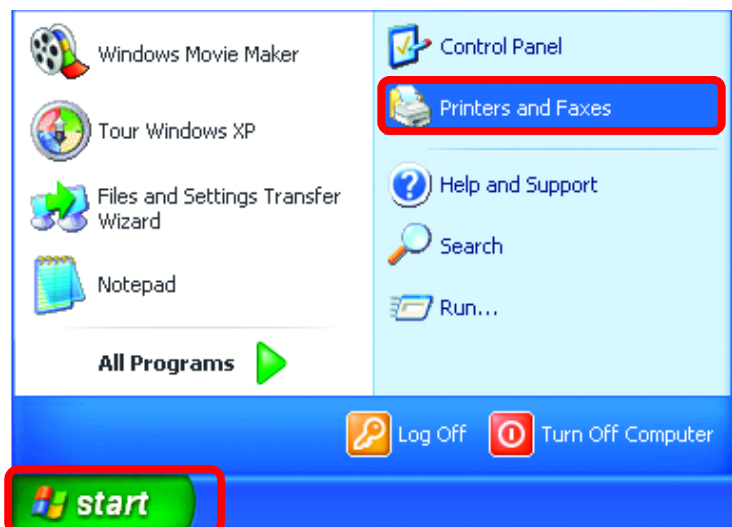 Windows Movie Maker
Tour Windows XP
Files and Settings Transfer
Wizard
Notepad
All Programs
Control Panel
Printers and Faxes
Help and Support
Search
Run...
Log Off
Turn Off Computer
start